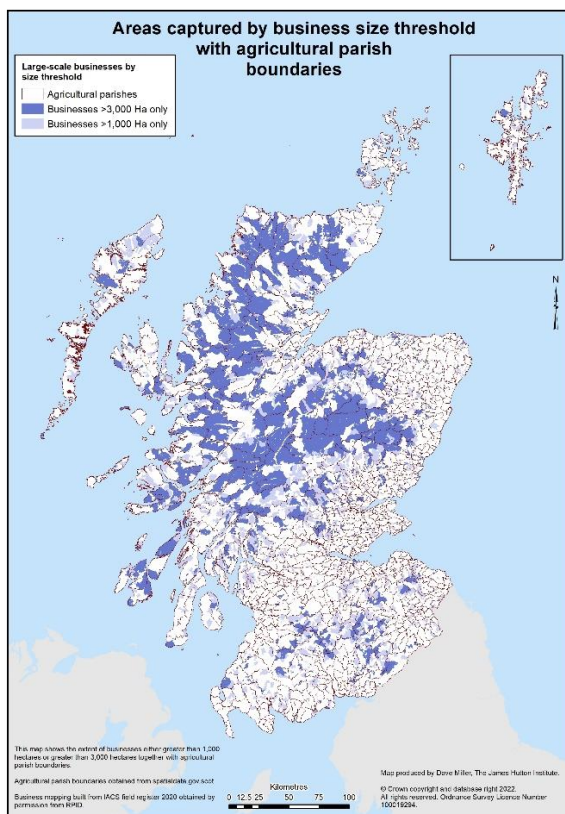 Areas captured by business size threshold
with agricultural parish
boundaries
Large-scale businesses by
size threshold
Agricultural parishes
Businesses >3,000 Ha only
Businesses >1,000 Ha only
N
This map shows the extent of businesses either greater than 1,000
hectares or greater than 3,000 hectares together with agricultural
parish boundaries.
Agricultural parish boundaries obtained from spatialdata.gov.scot
Business mapping built from IACS field register 2020 obtained by
permission from RPID.
Kilometres
0 12.5 25 50 75 100
Map produced by Dave Miller, The James Hutton Institute.
© Crown copyright and database right 2022.
All rights reserved. Ordnance Survey Licence Number
100019294.